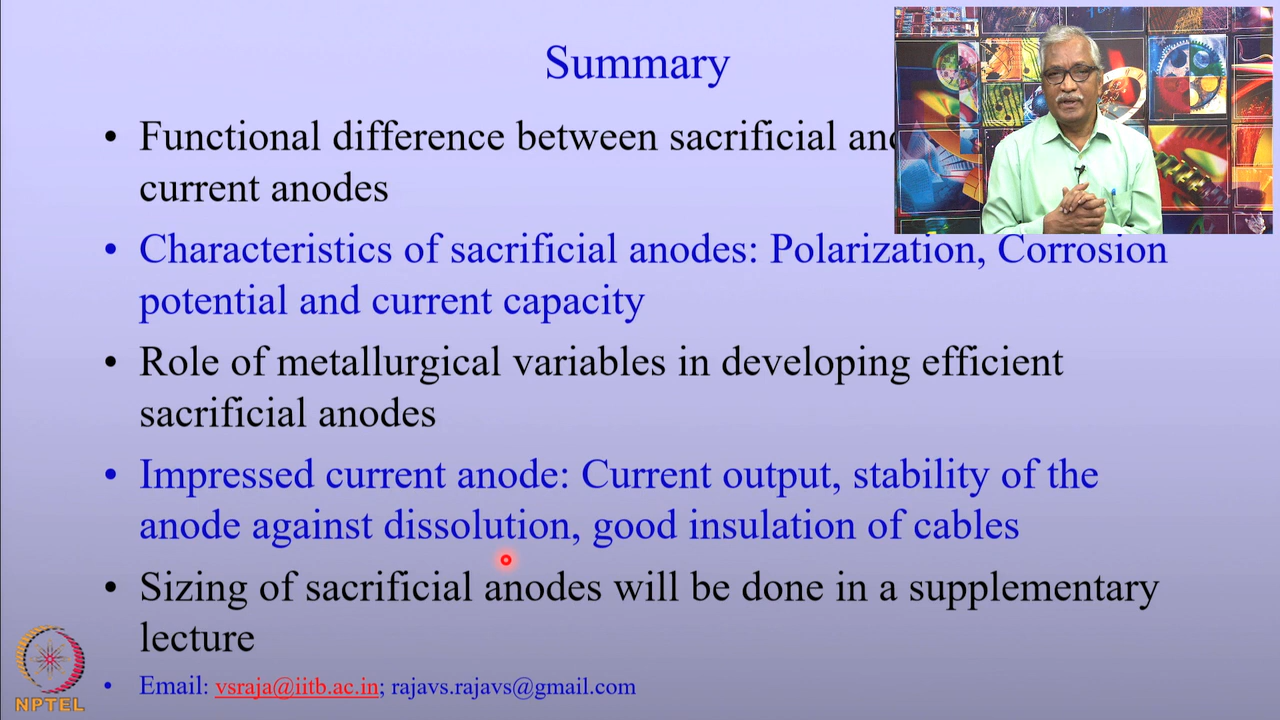 Summary
• Functional difference between sacrificial
current anodes
• Characteristics of sacrificial anodes: Polarization, Corrosion
potential and current capacity
• Role of metallurgical variables in developing efficient
sacrificial anodes
• Impressed current anode: Current output, stability of the
anode against dissolution, good insulation of cables
• Sizing of sacrificial anodes will be done in a supplementary
lecture
• Email: vsraja@iitb.ac.in; rajavs.rajavs@gmail.com
NPTEL